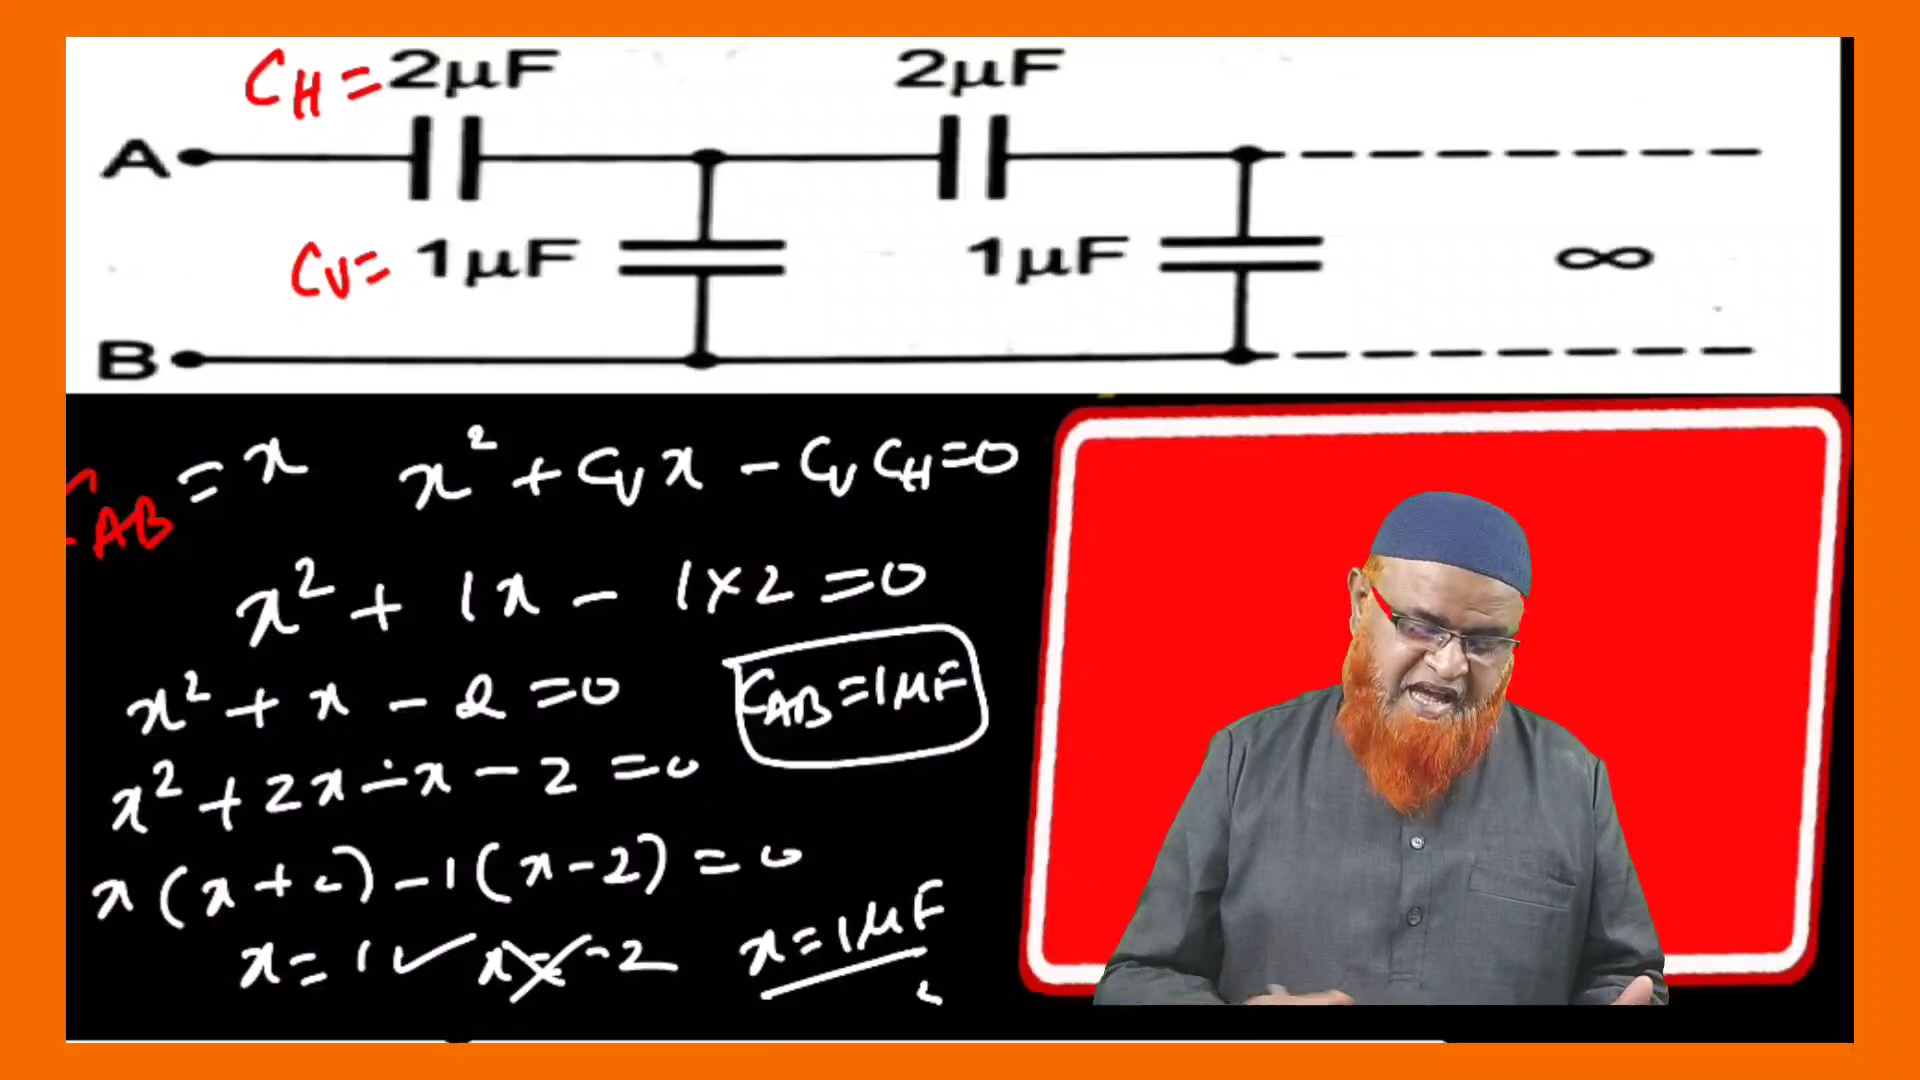 C_H = 2μF 2μF
A
C_V = 1μF 1μF ∞
B
C_AB = x x² + C_V x - C_V C_H = 0
x² + 1x - 1×2 = 0
x² + x - 2 = 0
C_AB = 1μF
x² + 2x - x - 2 = 0
x(x+2) - 1(x-2) = 0
x = 1 ✓ x = -2 x = 1μF